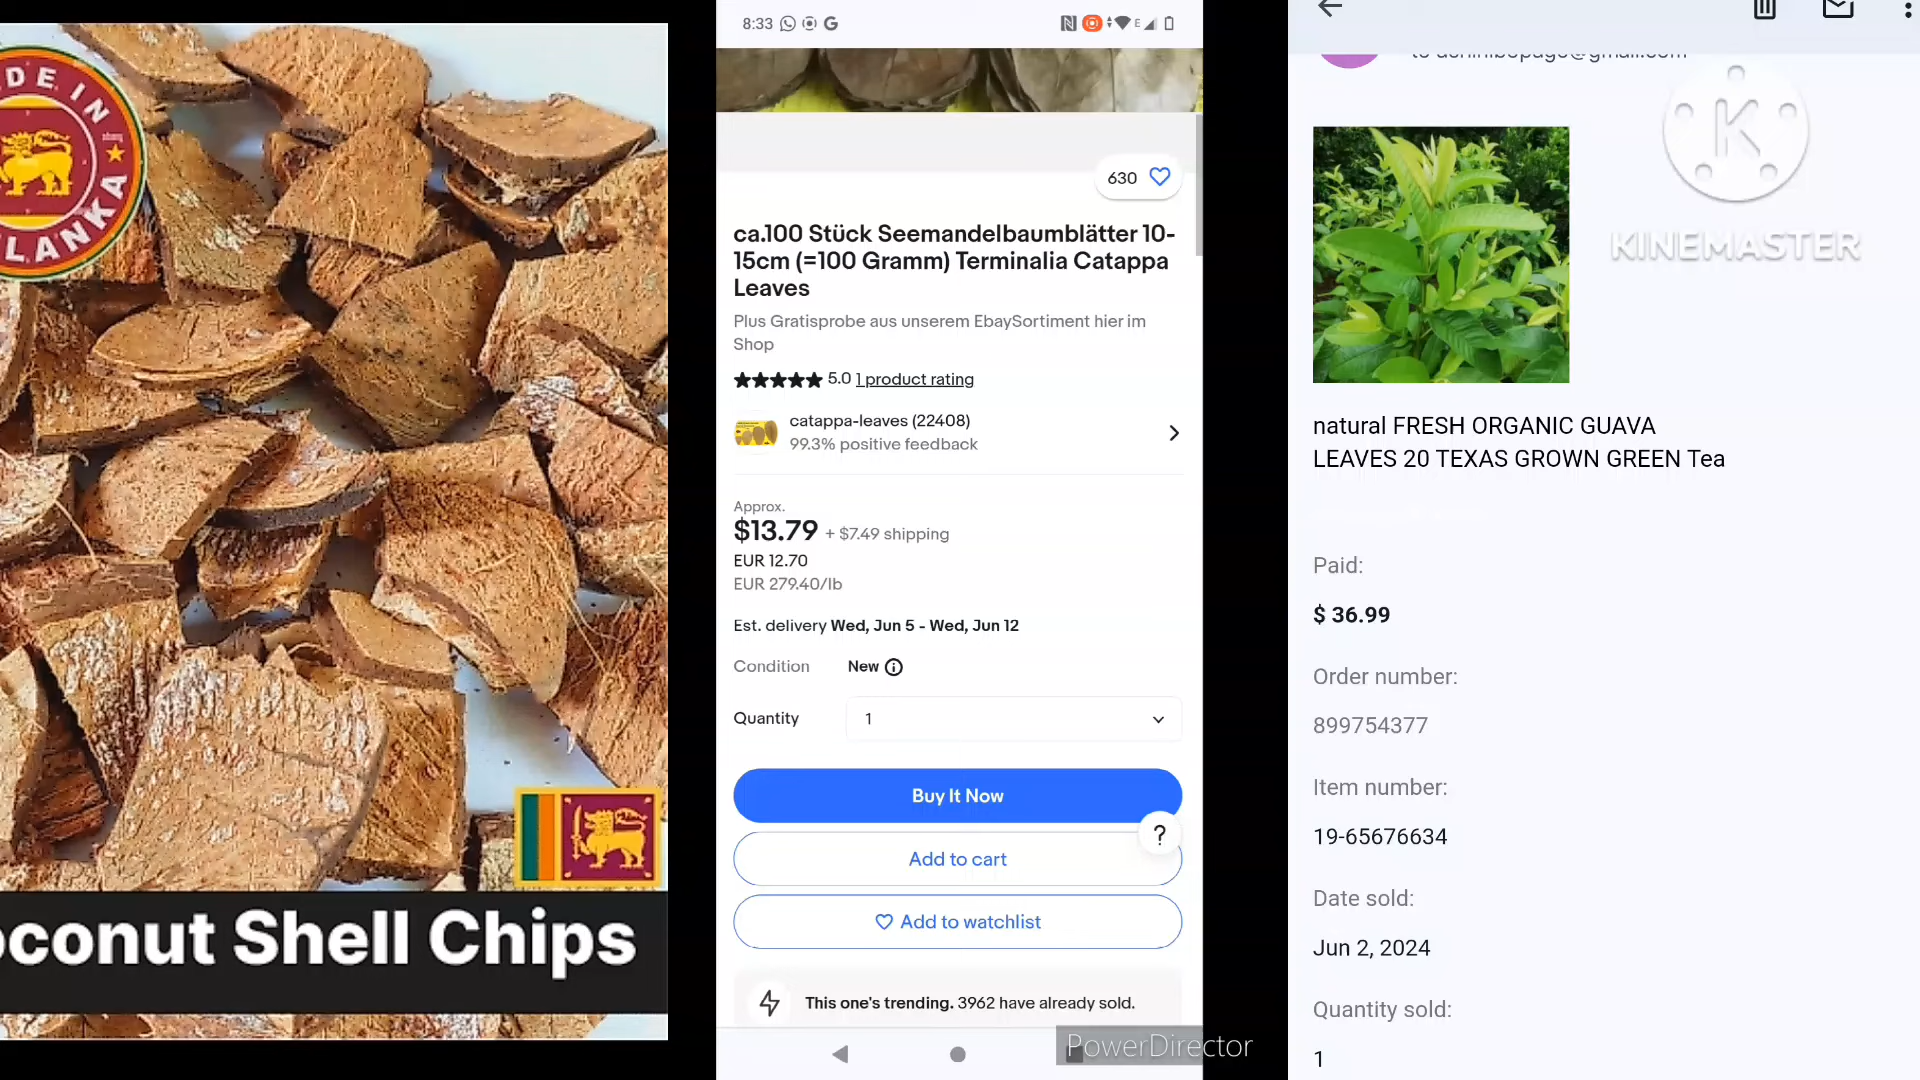 DE IN
LANKA
oconut Shell Chips
8:33
630
ca.100 Stück Seemandelbaumblätter 10-
15cm (=100 Gramm) Terminalia Catappa
Leaves
Plus Gratisprobe aus unserem EbaySortiment hier im
Shop
5.0 1 product rating
catappa-leaves (22408)
99.3% positive feedback
Approx.
$13.79 + $7.49 shipping
EUR 12.70
EUR 279.40/lb
Est. delivery Wed, Jun 5 - Wed, Jun 12
Condition New
Quantity 1
Buy It Now
?
Add to cart
Add to watchlist
This one's trending. 3962 have already sold.
PowerDirector
K
KINEMASTER
natural FRESH ORGANIC GUAVA
LEAVES 20 TEXAS GROWN GREEN Tea
Paid:
$ 36.99
Order number:
899754377
Item number:
19-65676634
Date sold:
Jun 2, 2024
Quantity sold:
1